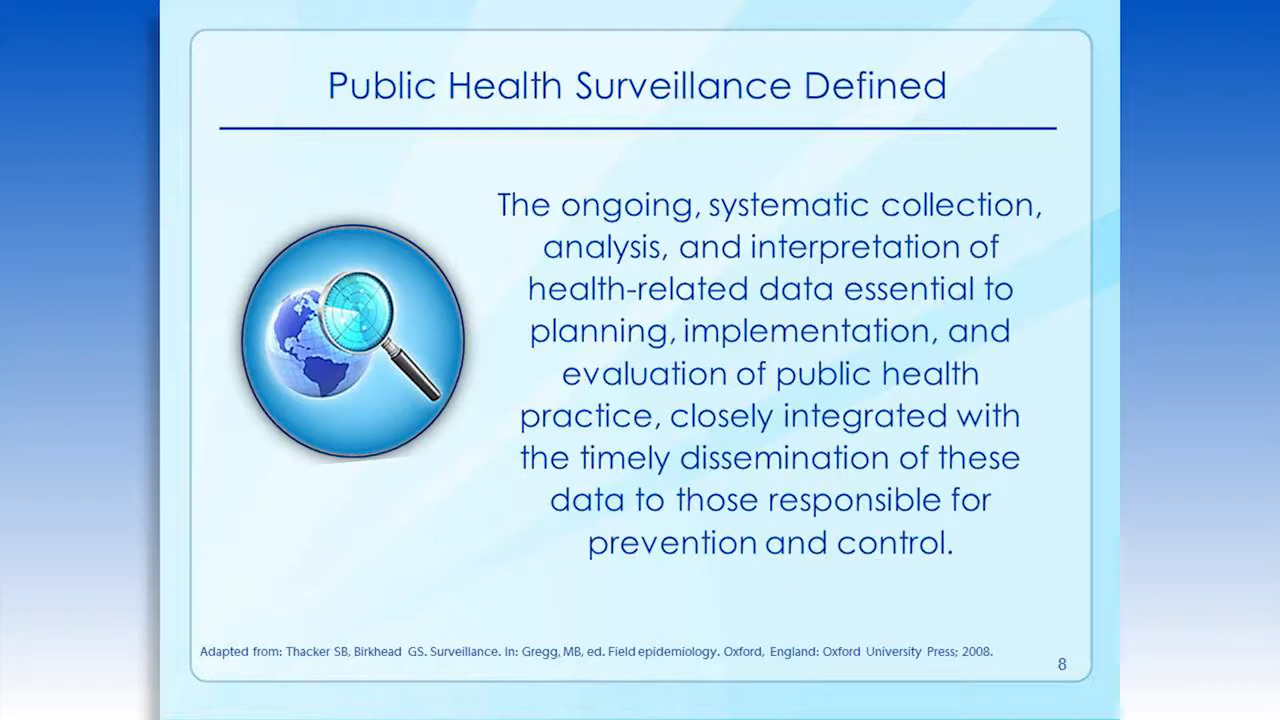 Public Health Surveillance Defined
The ongoing, systematic collection,
analysis, and interpretation of
health-related data essential to
planning, implementation, and
evaluation of public health
practice, closely integrated with
the timely dissemination of these
data to those responsible for
prevention and control.
Adapted from: Thacker SB, Birkhead GS. Surveillance. In: Gregg, MB, ed. Field epidemiology. Oxford, England: Oxford University Press; 2008.
8